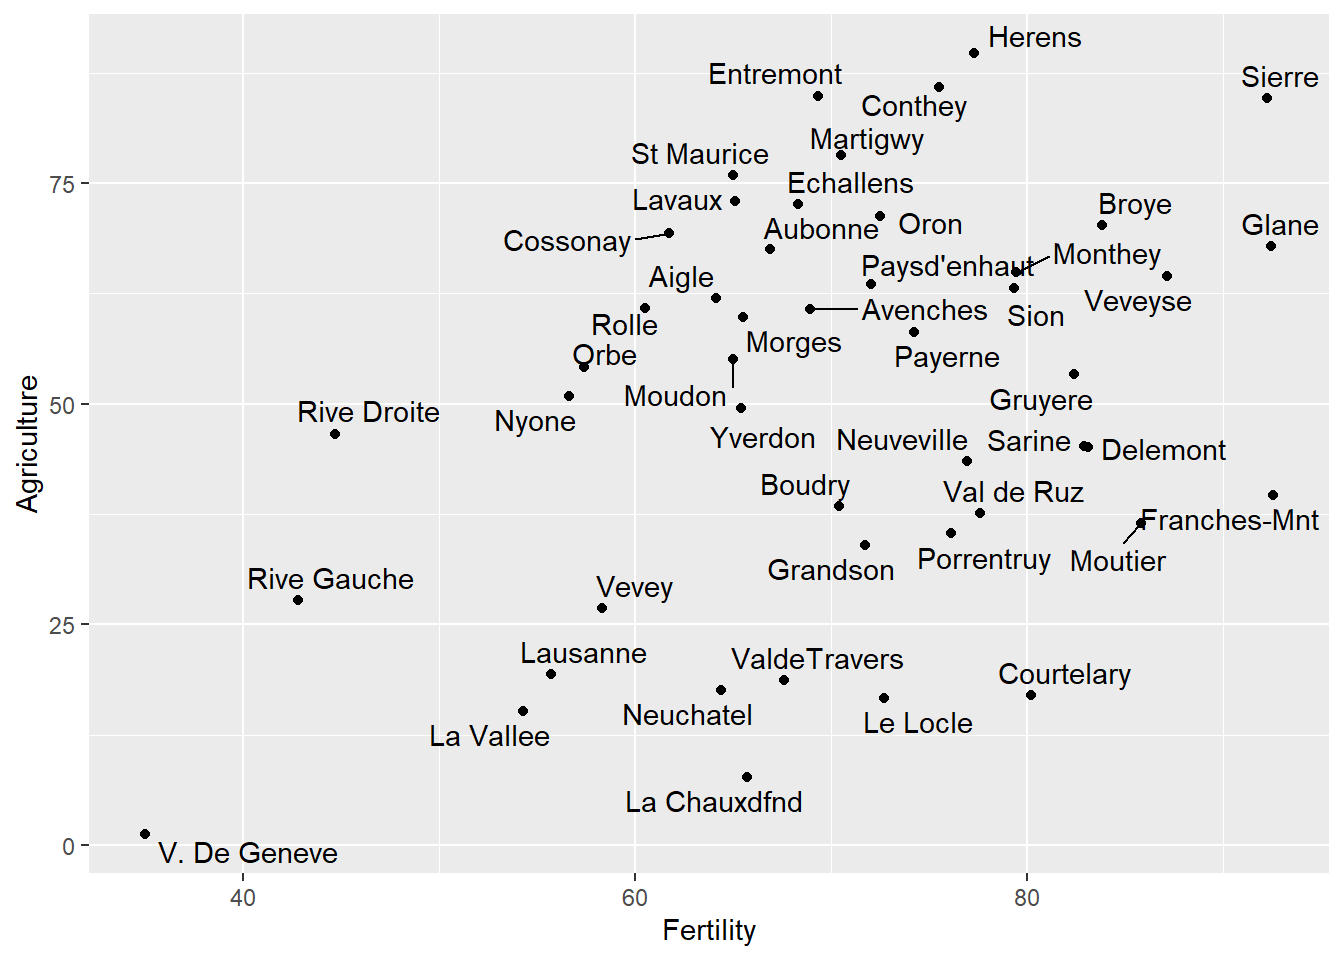 Herens
Entremont
Sierre
Conthey
Martigwy
St Maurice
Echallens
Lavaux
Broye
Oron
Glane
Aubonne
Cossonay
Monthey
Paysd'enhaut
Aigle
Veveyse
Avenches
Sion
Rolle
Morges
Orbe
Payerne
Moudon
Gruyere
Rive Droite
Nyone
Yverdon
Neuveville
Sarine
Delemont
Boudry
Val de Ruz
Franches-Mnt
Porrentruy
Moutier
Grandson
Rive Gauche
Vevey
Lausanne
ValdeTravers
Courtelary
Neuchatel
Le Locle
La Vallee
La Chauxdfnd
V. De Geneve
75
50
25
0
Agriculture
40
60
80
Fertility